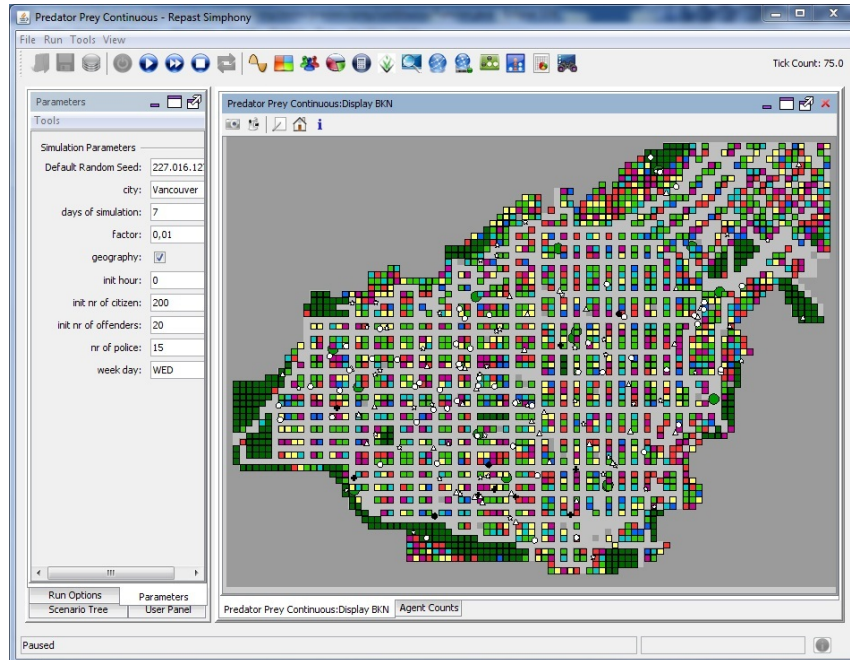 Predator Prey Continuous - Repast Simphony
File Run Tools View
Tick Count: 75.0
Parameters
Tools
Simulation Parameters
Default Random Seed: 227.016.12
city: Vancouver
days of simulation: 7
factor: 0,01
geography:
init hour: 0
init nr of citizen: 200
init nr of offenders: 20
nr of police: 15
week day: WED
Run Options Parameters
Scenario Tree User Panel
Predator Prey Continuous:Display BKN
Predator Prey Continuous:Display BKN Agent Counts
Paused